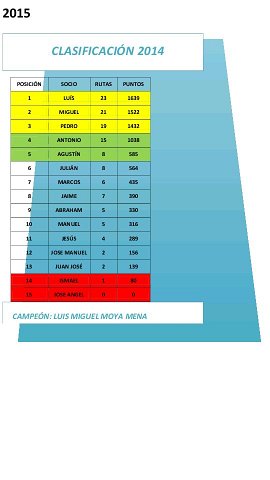 2015
CLASIFICACIÓN 2014
POSICIÓN SOCIO RUTAS PUNTOS
1 LUÍS 23 1639
2 MIGUEL 21 1522
3 PEDRO 19 1432
4 ANTONIO 15 1038
5 AGUSTÍN 8 585
6 JULIÁN 8 564
7 MARCOS 6 435
8 JAIME 7 390
9 ABRAHAM 5 330
10 MANUEL 5 316
11 JESÚS 4 289
12 JOSE MANUEL 2 156
13 JUAN JOSÉ 2 139
14 ISMAEL 1 80
15 JOSE ANGEL 0 0
CAMPEÓN: LUIS MIGUEL MOYA MENA